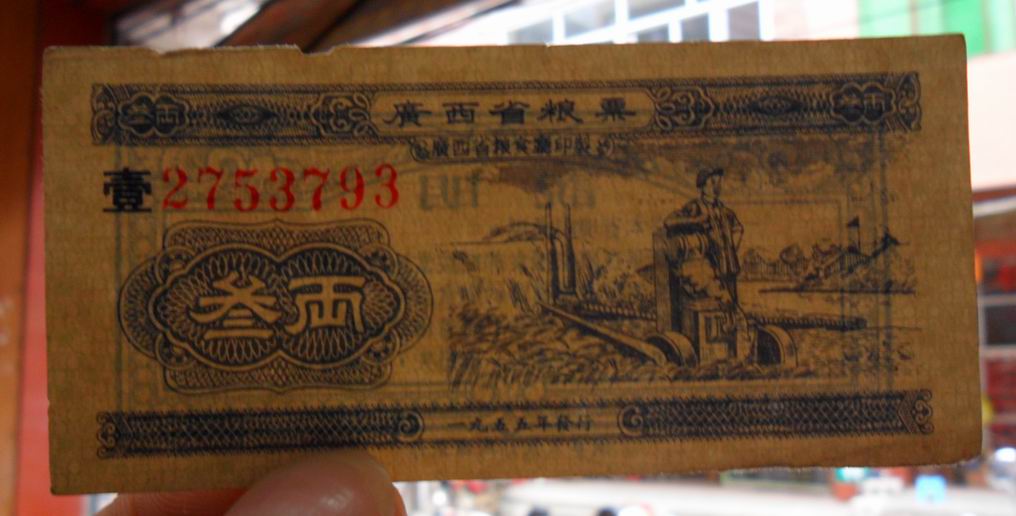 廣西省粮票
廣西省粮食廳印製
壹2753793
叁両
一九五五年發行